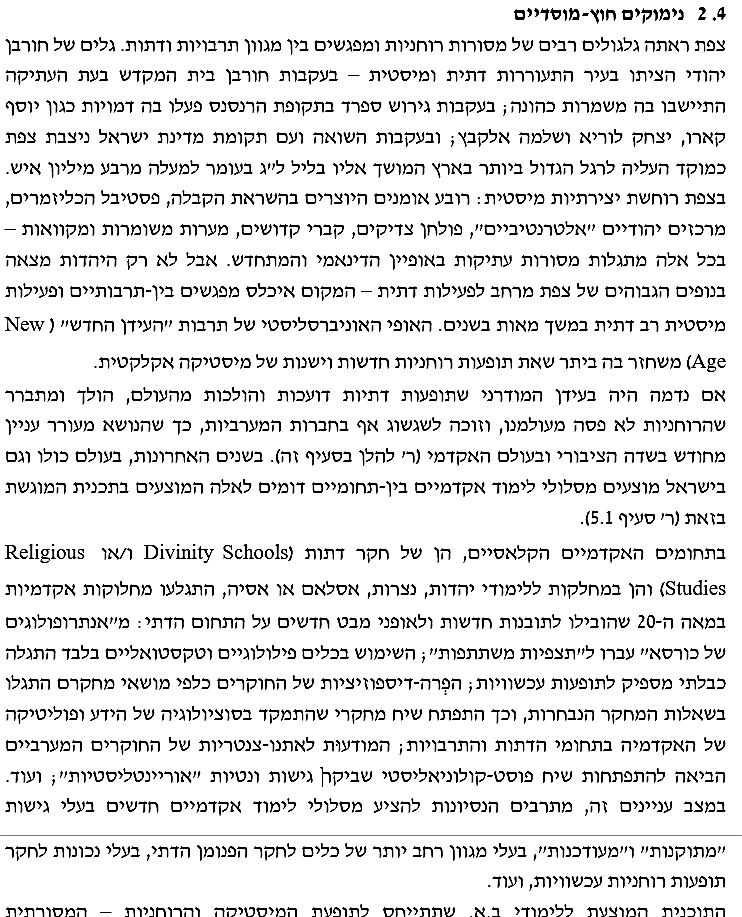 2.4 נימוקים חוץ-מוסדיים
צפת ראתה גלגולים רבים של מסורות רוחניות ומפגשים בין מגוון תרבויות ודתות. גלים של חורבן
יהודי הציתו בעיר התעוררות דתית ומיסטית – בעקבות חורבן בית המקדש בעת העתיקה
התיישבו בה משמרות כהונה; בעקבות גירוש ספרד בתקופת הרנסנס פעלו בה דמויות כגון יוסף
קארו, יצחק לוריא ושלמה אלקבץ; ובעקבות השואה ועם תקומת מדינת ישראל ניצבת צפת
כמוקד העליה לרגל הגדול ביותר בארץ המושך אליו בליל ל״ג בעומר למעלה מרבע מיליון איש.
בצפת רוחשת יצירתיות מיסטית: רובע אומנים היוצרים בהשראת הקבלה, פסטיבל הכליזמרים,
מרכזים יהודיים ״אלטרנטיביים״, פולחן צדיקים, קברי קדושים, מערות משומרות ומקוואות –
בכל אלה מתגלות מסורות עתיקות באופיין הדינאמי והמתחדש. אבל לא רק היהדות מצאה
בנופים הגבוהים של צפת מרחב לפעילות דתית – המקום איכלס מפגשים בין-תרבותיים ופעילות
מיסטית רב דתית במשך מאות בשנים. האופי האוניברסליסטי של תרבות ״העידן החדש״ (New
Age) משחזר בה ביתר שאת תופעות רוחניות חדשות וישנות של מיסטיקה אקלקטית.
אם נדמה היה בעידן המודרני שתופעות דתיות דועכות והולכות מהעולם, הולך ומתברר
שהרוחניות לא פסה מעולמנו, וזוכה לשגשוג אף בחברות המערביות, כך שהנושא מעורר עניין
מחודש בשדה הציבורי ובעולם האקדמי (ר׳ להלן בסעיף זה). בשנים האחרונות, בעולם כולו וגם
בישראל מוצעים מסלולי לימוד אקדמיים בין-תחומיים דומים לאלה המוצעים בתכנית המוגשת
בזאת (ר׳ סעיף 5.1).
בתחומים האקדמיים הקלאסיים, הן של חקר דתות (Divinity Schools ו/או Religious
Studies) והן במחלקות ללימודי יהדות, נצרות, אסלאם או אסיה, התגלעו מחלוקות אקדמיות
במאה ה-20 שהובילו לתובנות חדשות ולאופני מבט חדשים על התחום הדתי: מ״אנתרופולוגים
של כורסא״ עברו ל״תצפיות משתתפות״; השימוש בכלים פילולוגיים וטקסטואליים בלבד התגלה
כבלתי מספיק לתופעות עכשוויות; הפְּרה-דיספוזיציות של החוקרים כלפי מושאי מחקרם התגלו
בשאלות המחקר הנבחרות, וכך התפתח שיח מחקרי שהתמקד בסוציולוגיה של הידע ופוליטיקה
של האקדמיה בתחומי הדתות והתרבויות; המודעוּת לאתנו-צנטריות של החוקרים המערביים
הביאה להתפתחות שיח פוסט-קולוניאליסטי שביקר גישות ונטיות ״אוריינטליסטיות״; ועוד.
במצב עניינים זה, מתרבים הנסיונות להציע מסלולי לימוד אקדמיים חדשים בעלי גישות
״מתוקנות״ ו״מעודכנות״, בעלי מגוון רחב יותר של כלים לחקר הפנומן הדתי, בעלי נכונות לחקר
תופעות רוחניות עכשוויות, ועוד.
התוכנית המוצעת ללימודי ב.א. שתתייחס לתופעת המיסטיקה והרוחניות – המסורתית